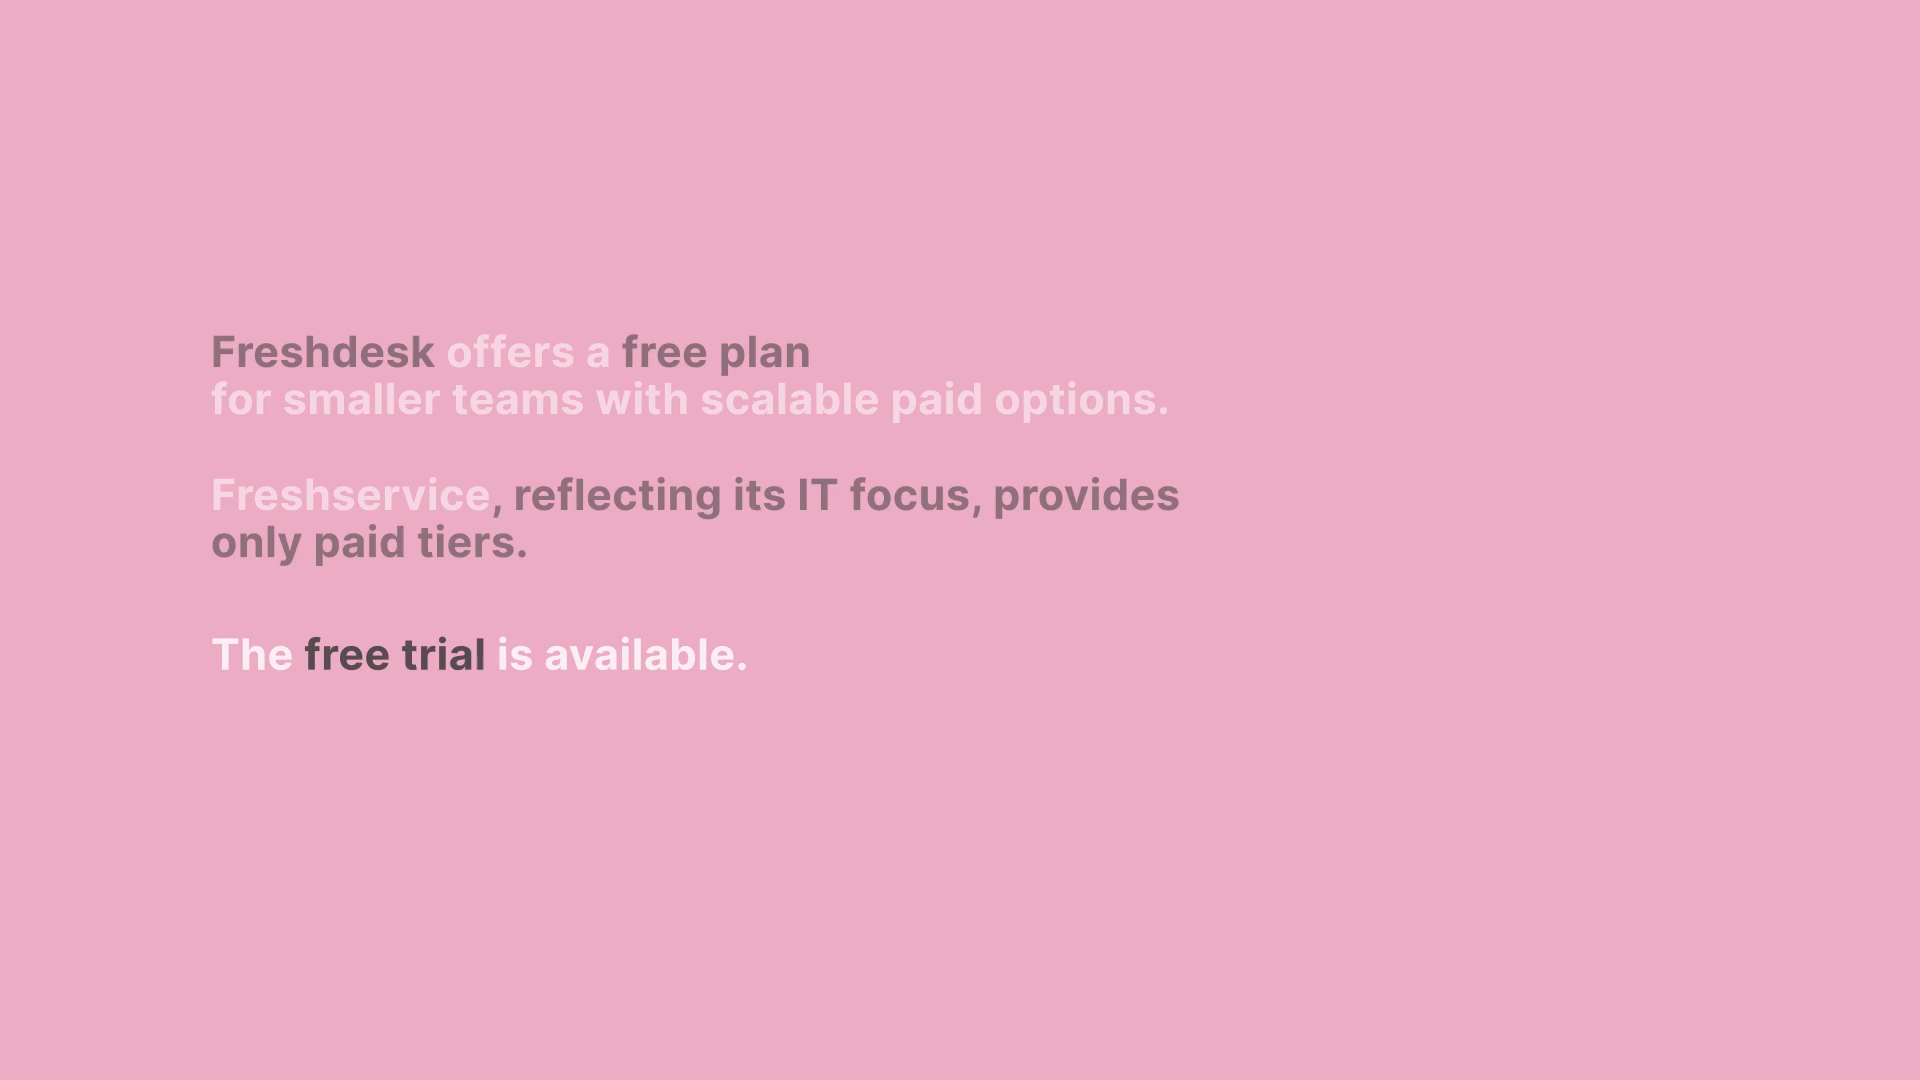 Freshdesk offers a free plan
for smaller teams with scalable paid options.
Freshservice, reflecting its IT focus, provides
only paid tiers.
The free trial is available.